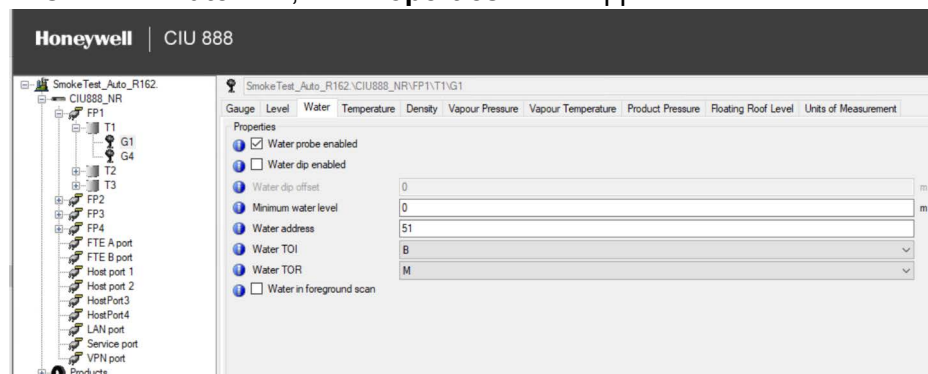 Honeywell | CIU 888
SmokeTest_Auto_R162.
CIU888_NR
FP1
T1
G1
G4
T2
T3
FP2
FP3
FP4
FTE A port
FTE B port
Host port 1
Host port 2
HostPort3
HostPort4
LAN port
Service port
VPN port
Products
SmokeTest_Auto_R162.\CIU888_NR\FP1\T1\G1
Gauge Level Water Temperature Density Vapour Pressure Vapour Temperature Product Pressure Floating Roof Level Units of Measurement
Properties
Water probe enabled
Water dip enabled
Water dip offset 0 m
Minimum water level 0 m
Water address 51
Water TOI B
Water TOR M
Water in foreground scan